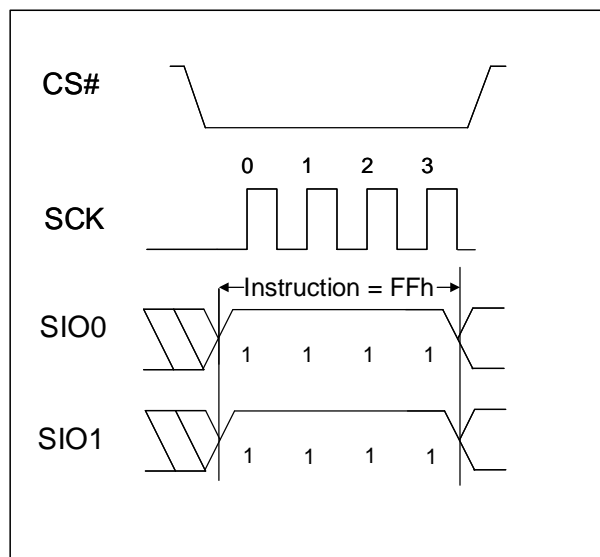 CS#
0 1 2 3
SCK
Instruction = FFh
SIO0
1 1 1 1
SIO1
1 1 1 1